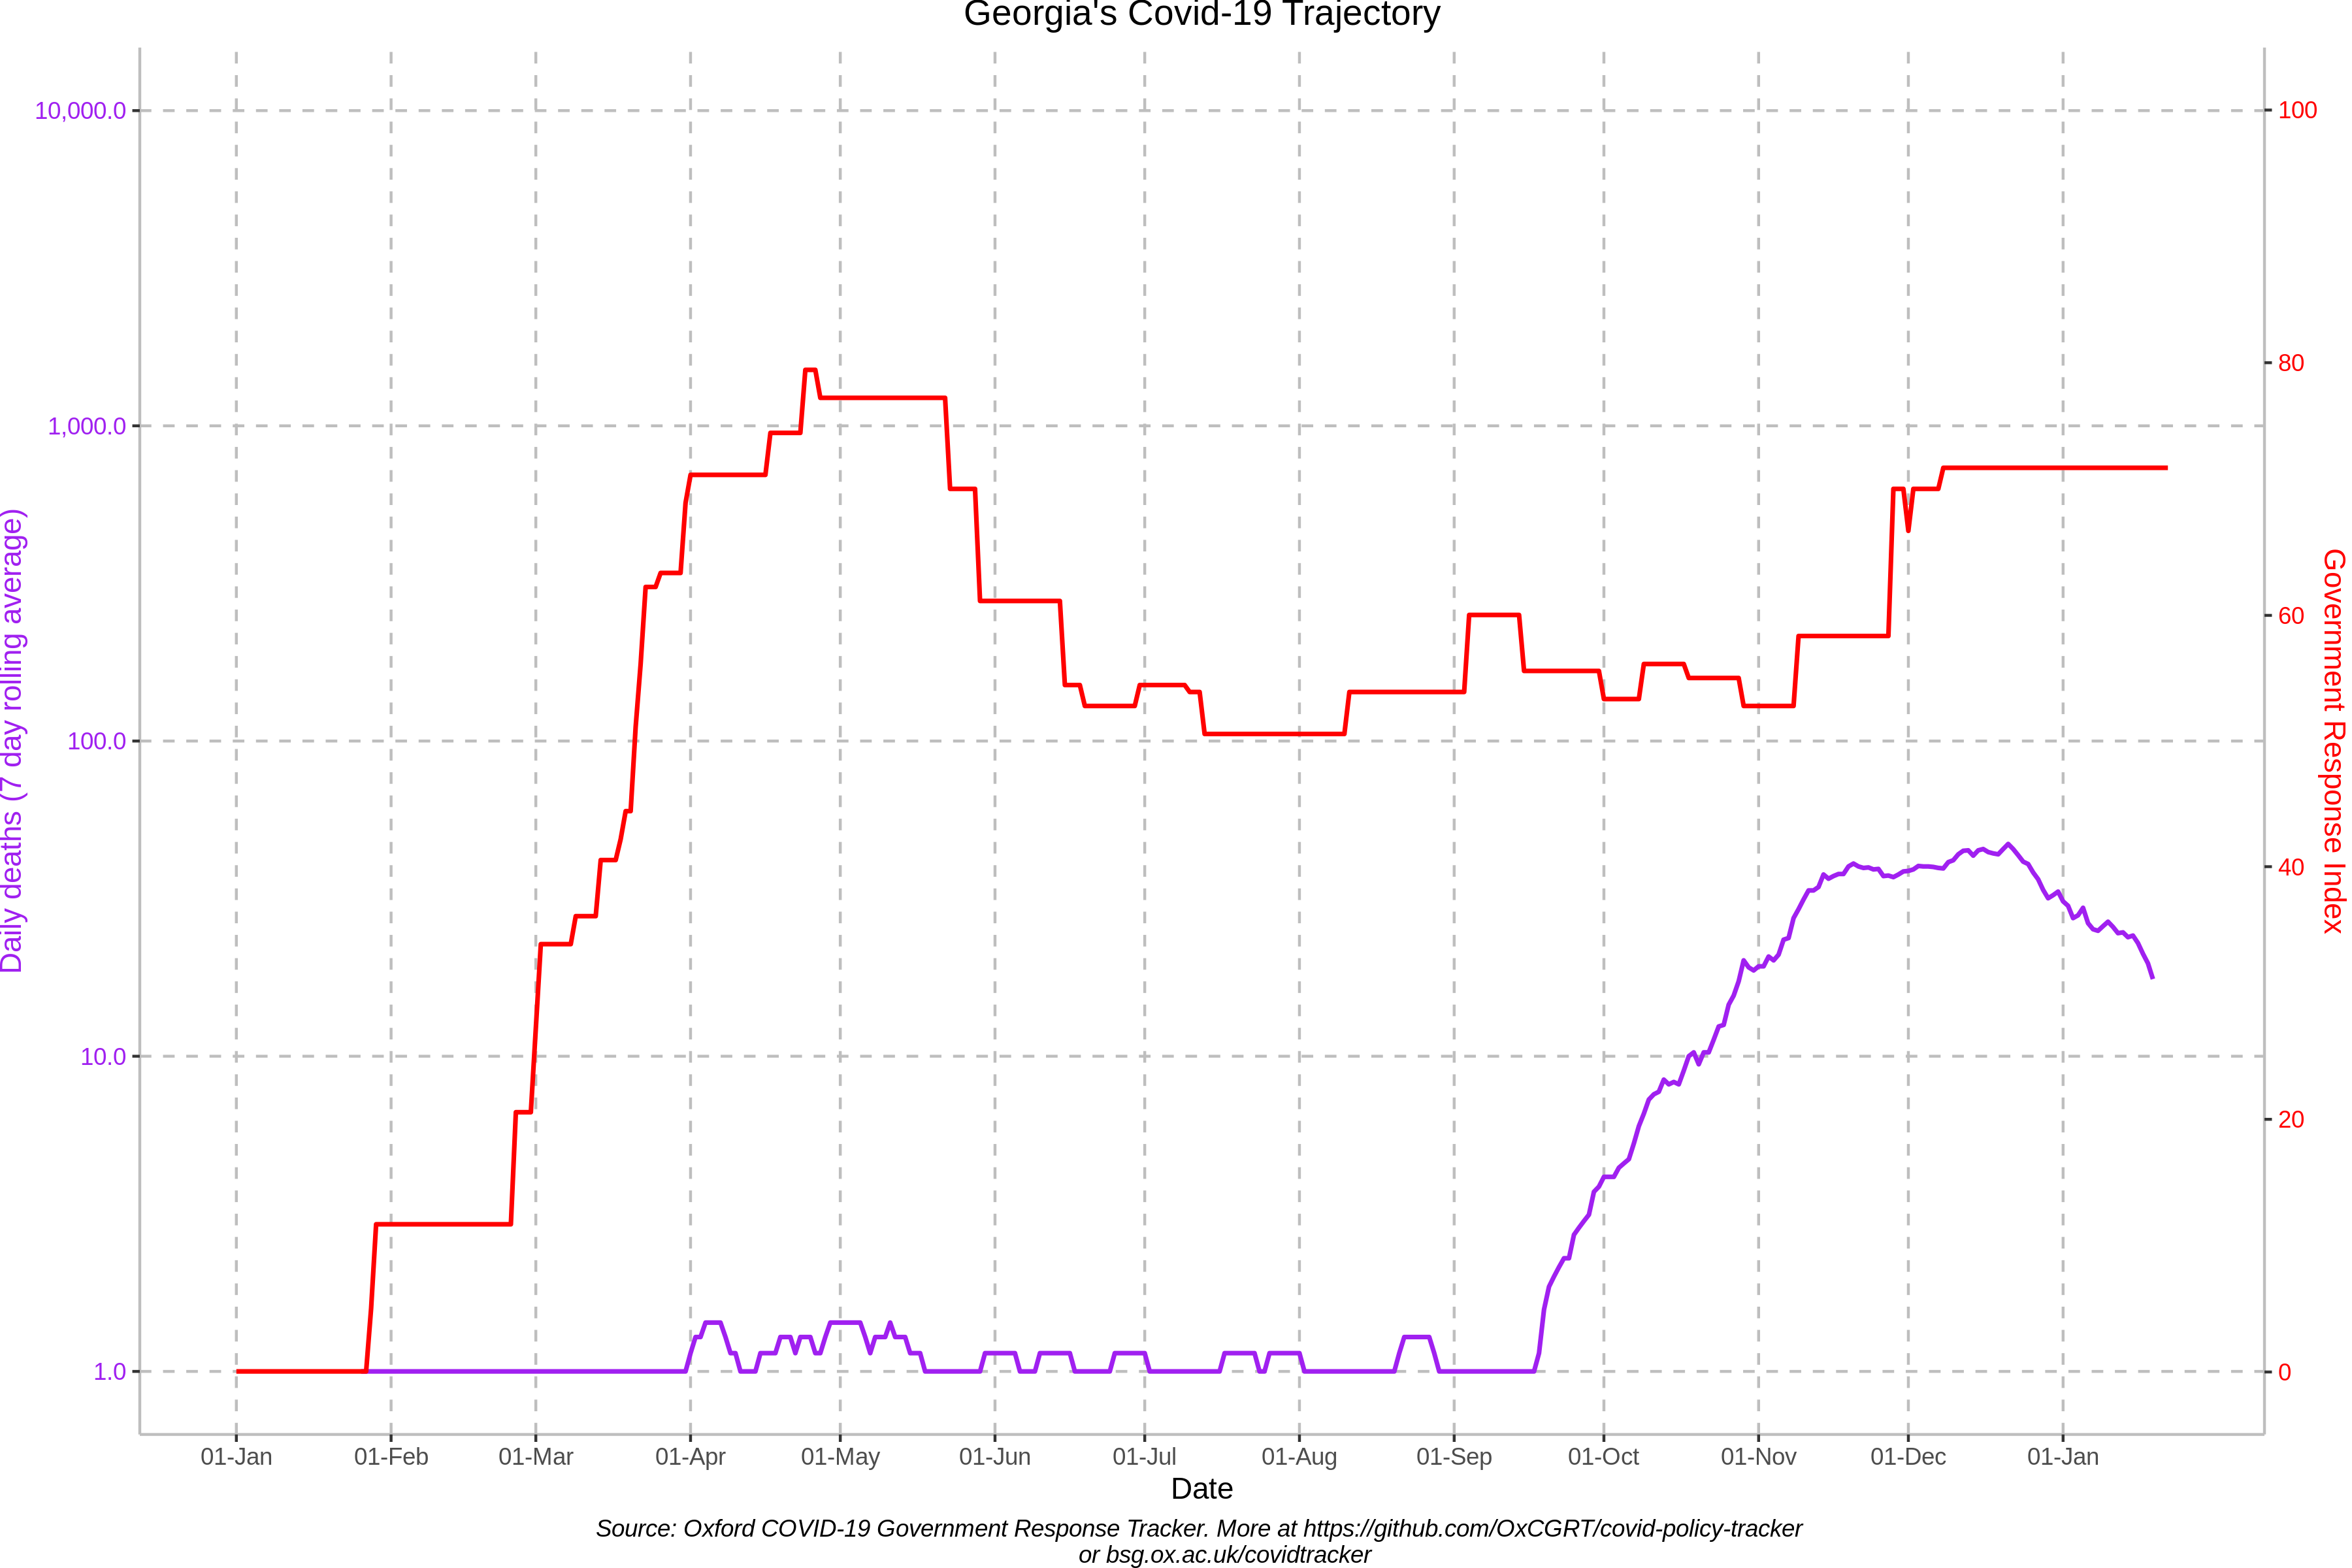 Georgia's Covid-19 Trajectory
10,000.0
1,000.0
100.0
10.0
1.0
Daily deaths (7 day rolling average)
100
80
60
40
20
0
Government Response Index
01-Jan 01-Feb 01-Mar 01-Apr 01-May 01-Jun 01-Jul 01-Aug 01-Sep 01-Oct 01-Nov 01-Dec 01-Jan
Date
Source: Oxford COVID-19 Government Response Tracker. More at https://github.com/OxCGRT/covid-policy-tracker
or bsg.ox.ac.uk/covidtracker